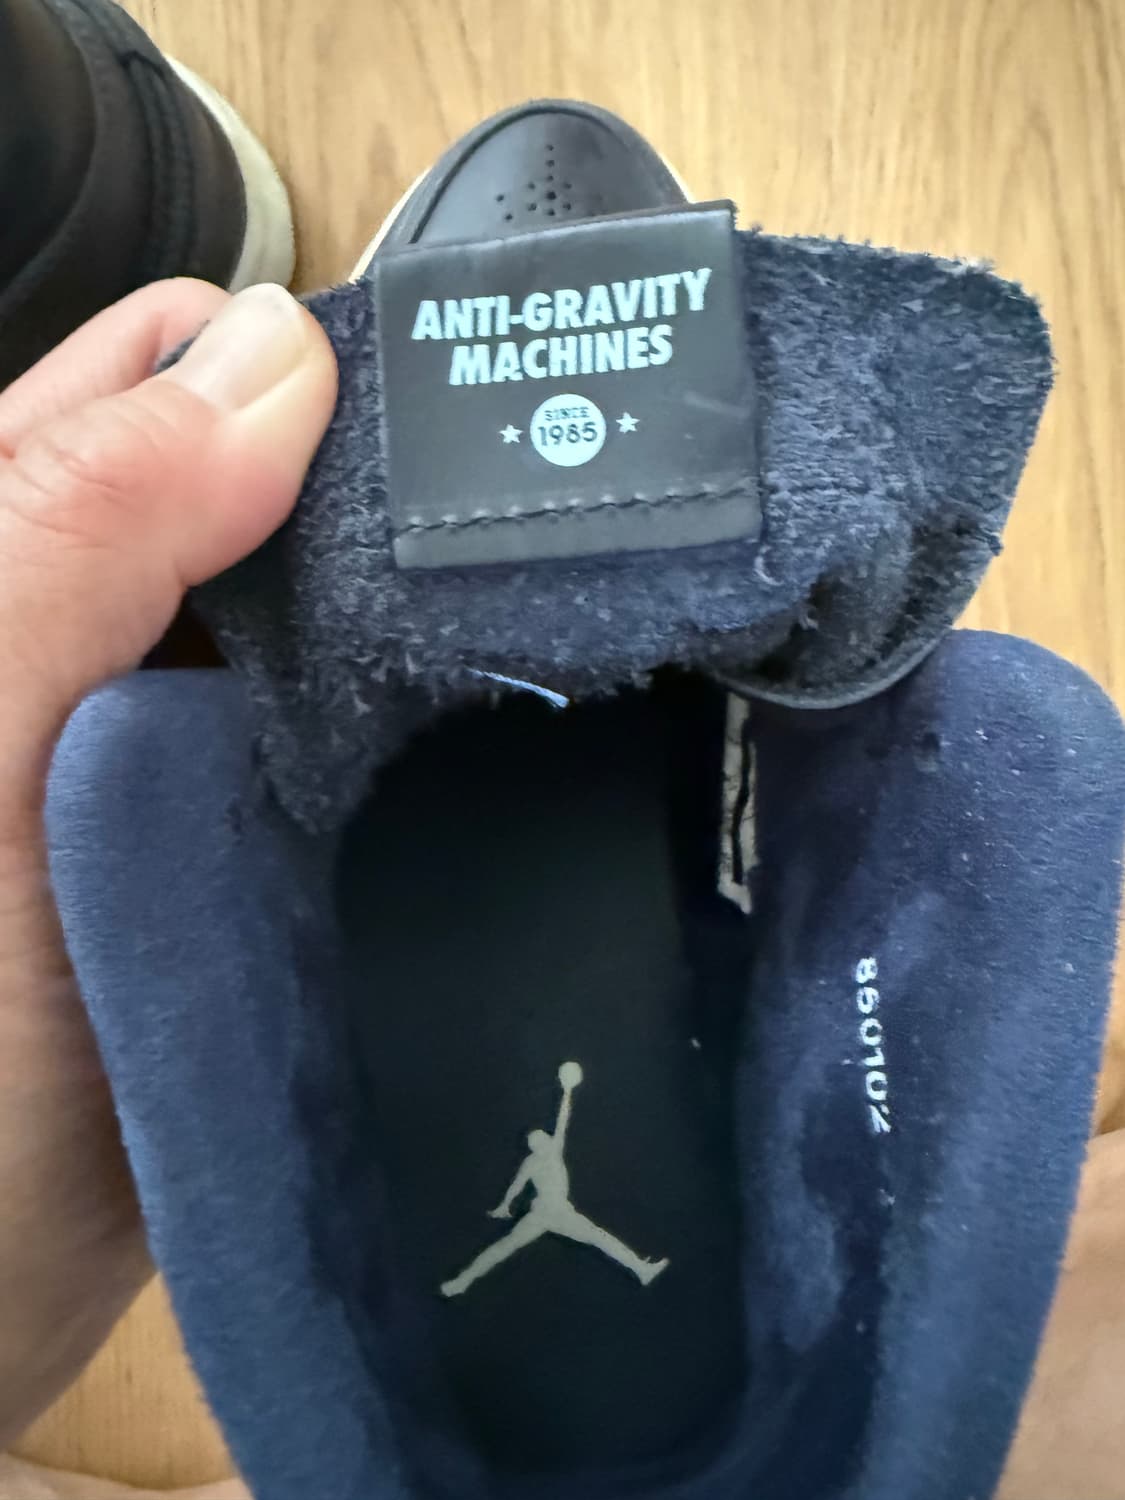 ANTI-GRAVITY
MACHINES
SINCE
1985